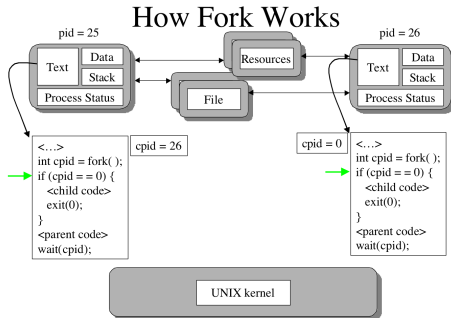 How Fork Works
pid = 25
pid = 26
Text
Data
Stack
Process Status
Resources
File
Text
Data
Stack
Process Status
<…>
int cpid = fork( );
if (cpid = = 0) {
<child code>
exit(0);
}
<parent code>
wait(cpid);
cpid = 26
cpid = 0
<…>
int cpid = fork( );
if (cpid = = 0) {
<child code>
exit(0);
}
<parent code>
wait(cpid);
UNIX kernel